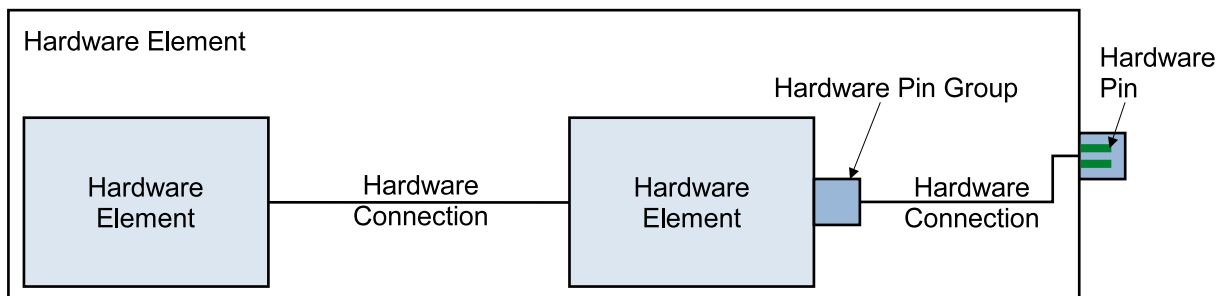 Hardware Element
Hardware
Pin
Hardware Pin Group
Hardware
Element
Hardware
Connection
Hardware
Element
Hardware
Connection